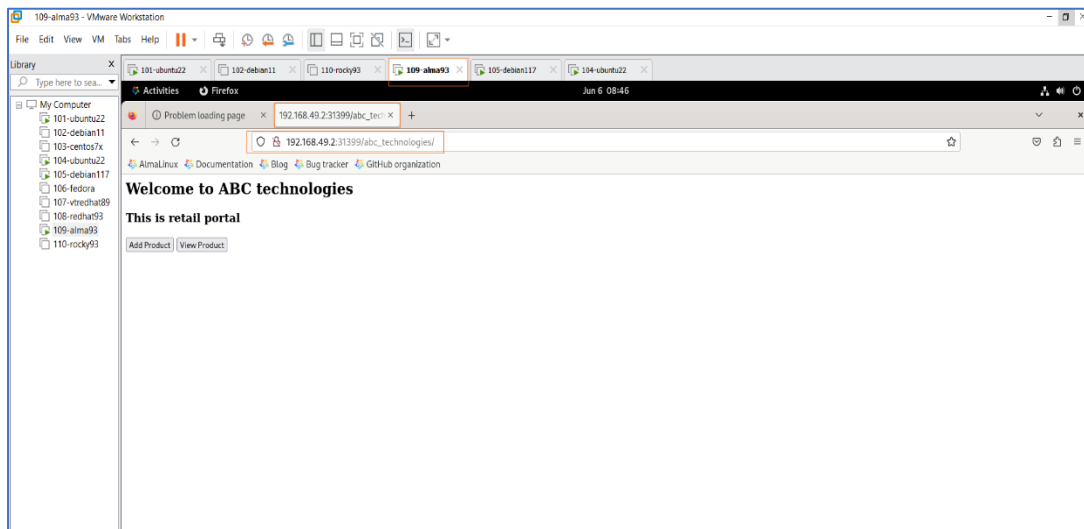 109-alma93 - VMware Workstation
File Edit View VM Tabs Help
Library X
Type here to sea...
My Computer
101-ubuntu22
102-debian11
103-centos7x
104-ubuntu22
105-debian117
106-fedora
107-vtredhat89
108-redhat93
109-alma93
110-rocky93
101-ubuntu22 102-debian11 110-rocky93 109-alma93 105-debian117 104-ubuntu22
Activities Firefox Jun 6 08:46
Problem loading page 192.168.49.2:31399/abc_tech
192.168.49.2:31399/abc_technologies/
AlmaLinux Documentation Blog Bug tracker GitHub organization
Welcome to ABC technologies
This is retail portal
Add Product View Product